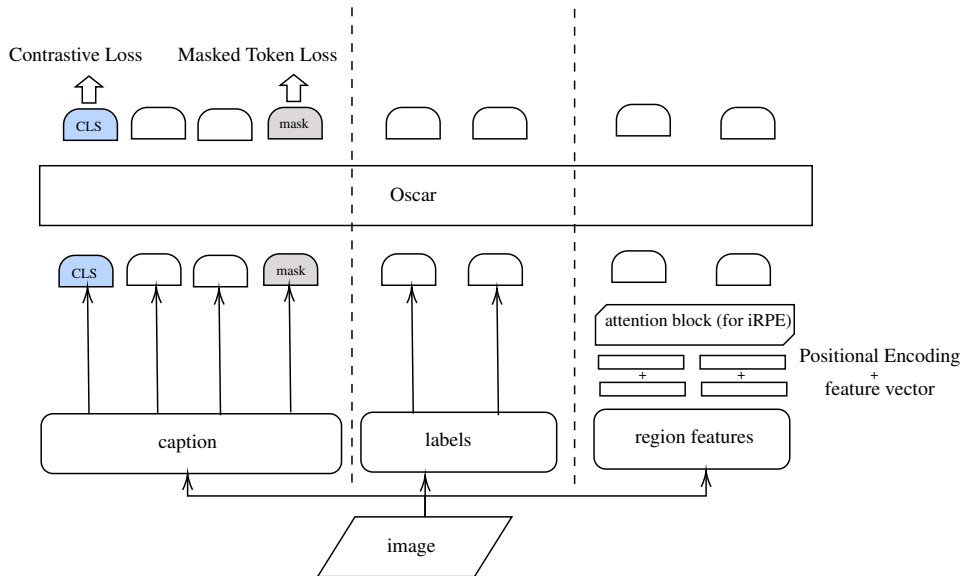 Contrastive Loss
Masked Token Loss
CLS
mask
Oscar
CLS
mask
attention block (for iRPE)
Positional Encoding
+
feature vector
+
+
caption
labels
region features
image